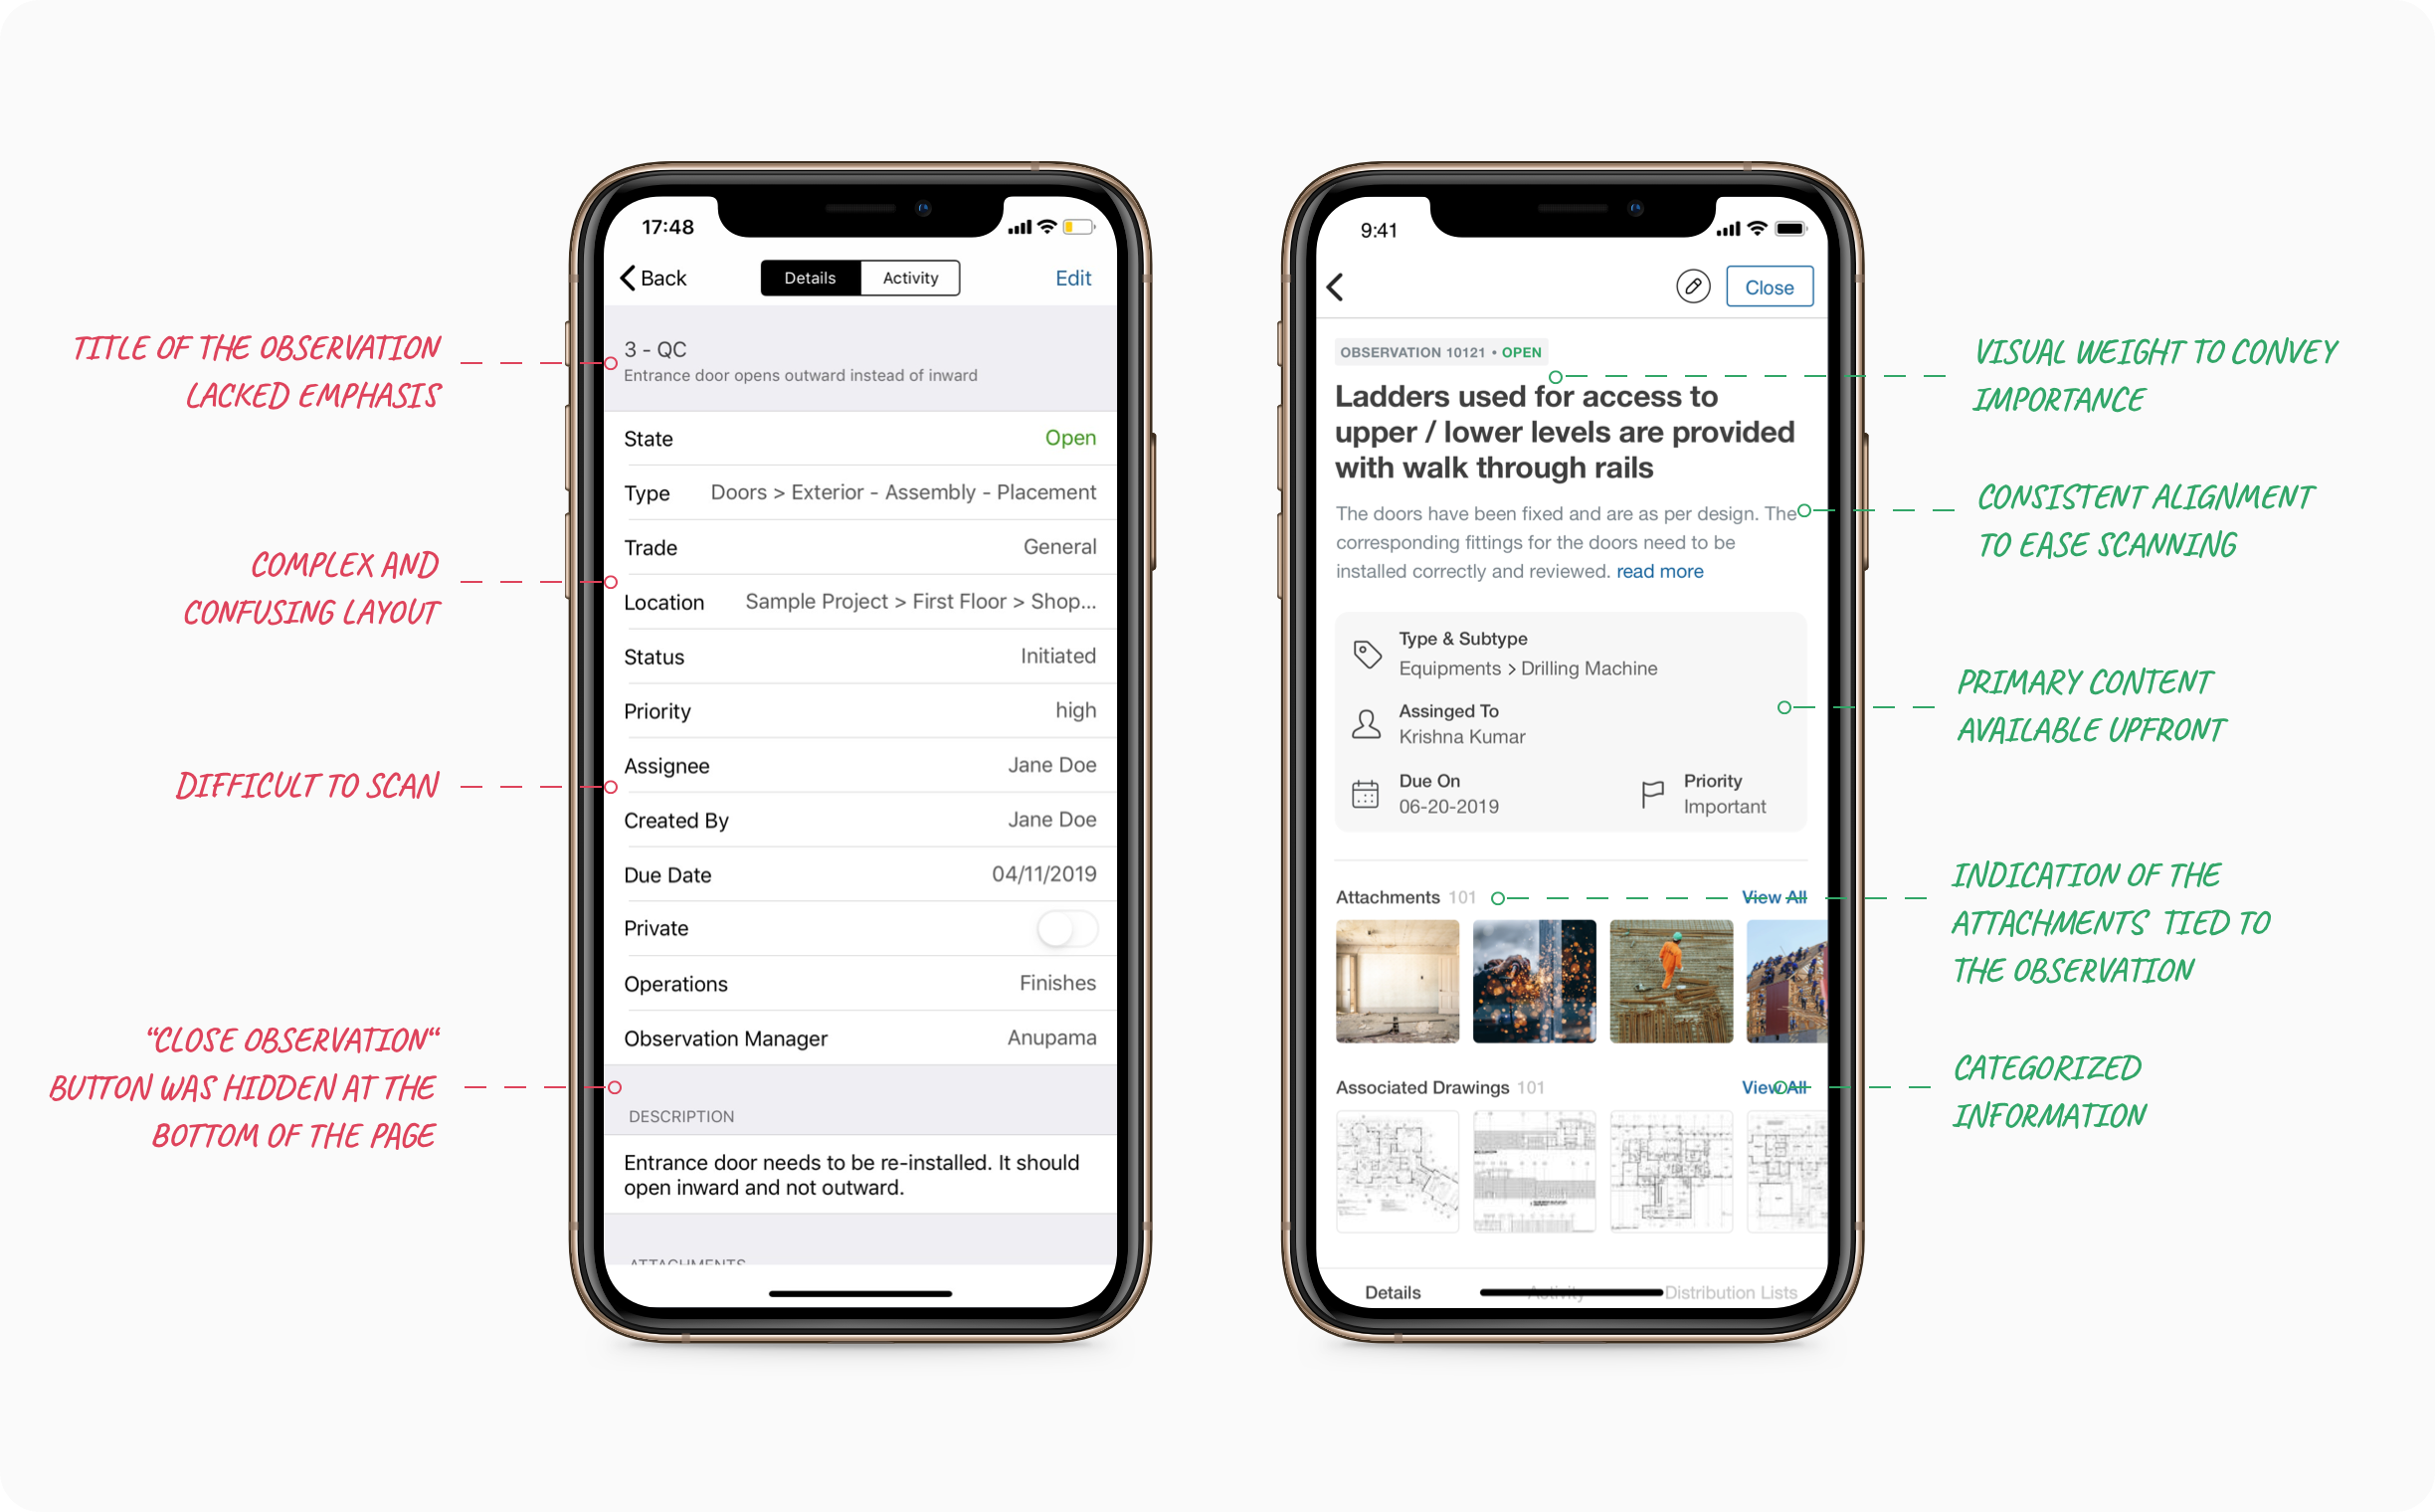 TITLE OF THE OBSERVATION
LACKED EMPHASIS
COMPLEX AND
CONFUSING LAYOUT
DIFFICULT TO SCAN
“CLOSE OBSERVATION“
BUTTON WAS HIDDEN AT THE
BOTTOM OF THE PAGE
17:48
Back Details Activity Edit
3 - QC
Entrance door opens outward instead of inward
State Open
Type Doors > Exterior - Assembly - Placement
Trade General
Location Sample Project > First Floor > Shop...
Status Initiated
Priority high
Assignee Jane Doe
Created By Jane Doe
Due Date 04/11/2019
Private
Operations Finishes
Observation Manager Anupama
DESCRIPTION
Entrance door needs to be re-installed. It should
open inward and not outward.
ATTACHMENTS
9:41
Close
OBSERVATION 10121 • OPEN
Ladders used for access to
upper / lower levels are provided
with walk through rails
The doors have been fixed and are as per design. The
corresponding fittings for the doors need to be
installed correctly and reviewed. read more
Type & Subtype
Equipments > Drilling Machine
Assinged To
Krishna Kumar
Due On Priority
06-20-2019 Important
Attachments 101 View All
Associated Drawings 101 View All
Details Activity Distribution Lists
VISUAL WEIGHT TO CONVEY
IMPORTANCE
CONSISTENT ALIGNMENT
TO EASE SCANNING
PRIMARY CONTENT
AVAILABLE UPFRONT
INDICATION OF THE
ATTACHMENTS TIED TO
THE OBSERVATION
CATEGORIZED
INFORMATION